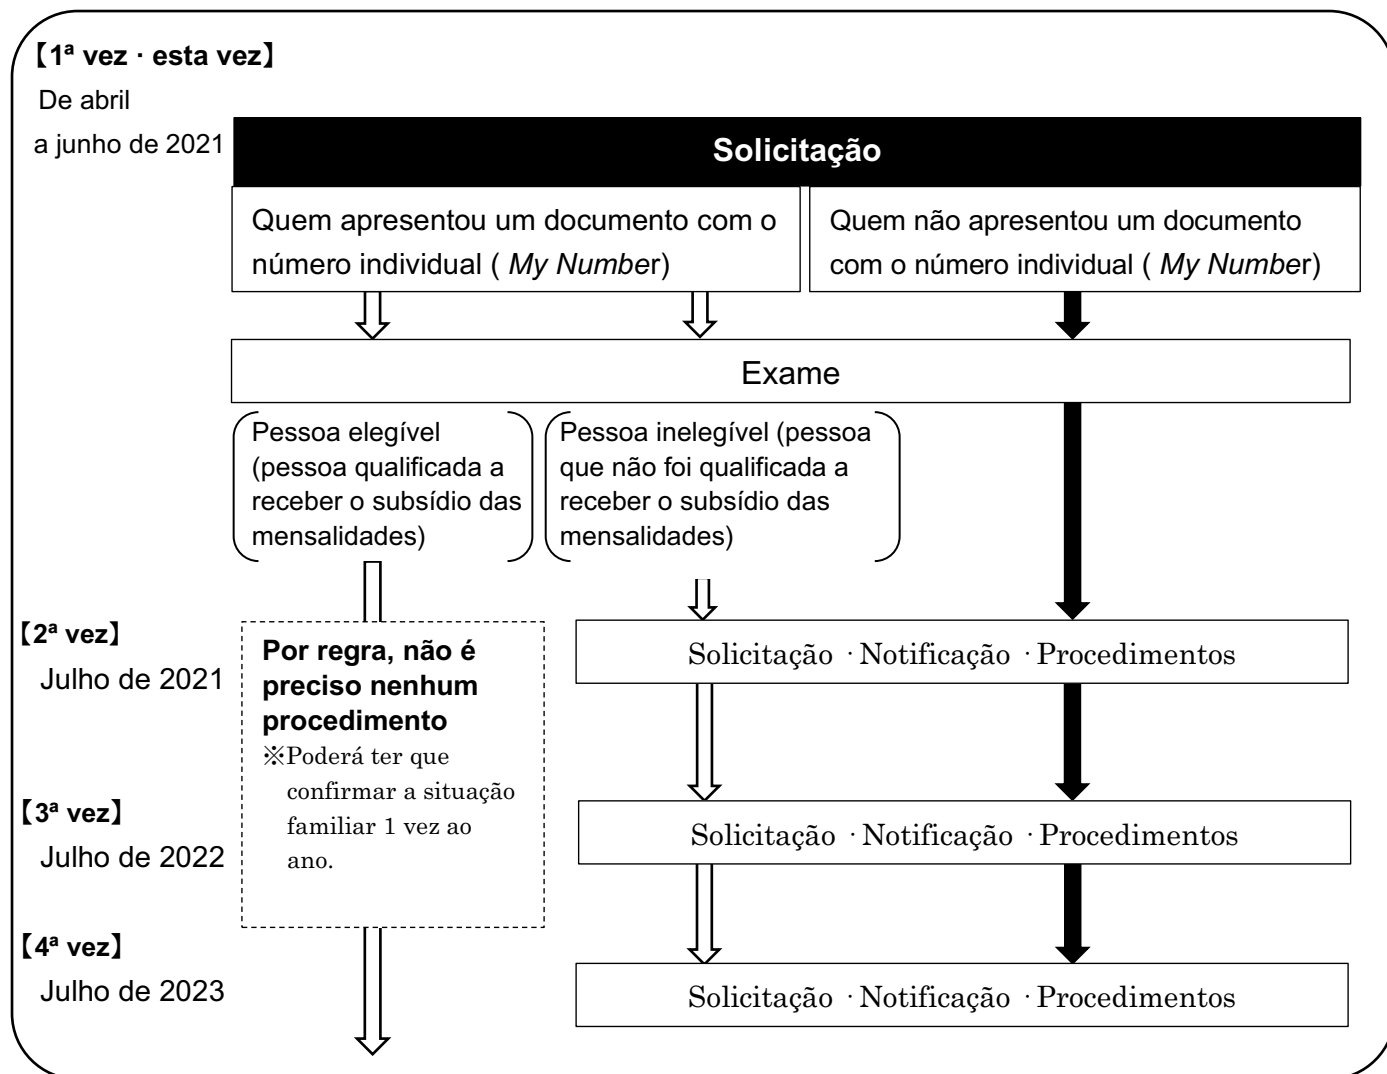 【1ª vez · esta vez】
De abril
a junho de 2021
Solicitação
Quem apresentou um documento com o
número individual ( My Number)
Quem não apresentou um documento
com o número individual ( My Number)
Exame
Pessoa elegível
(pessoa qualificada a
receber o subsídio das
mensalidades)
Pessoa inelegível (pessoa
que não foi qualificada a
receber o subsídio das
mensalidades)
【2ª vez】
Julho de 2021
Por regra, não é
preciso nenhum
procedimento
※Poderá ter que
confirmar a situação
familiar 1 vez ao
ano.
Solicitação ·Notificação ·Procedimentos
【3ª vez】
Julho de 2022
Solicitação ·Notificação ·Procedimentos
【4ª vez】
Julho de 2023
Solicitação ·Notificação ·Procedimentos